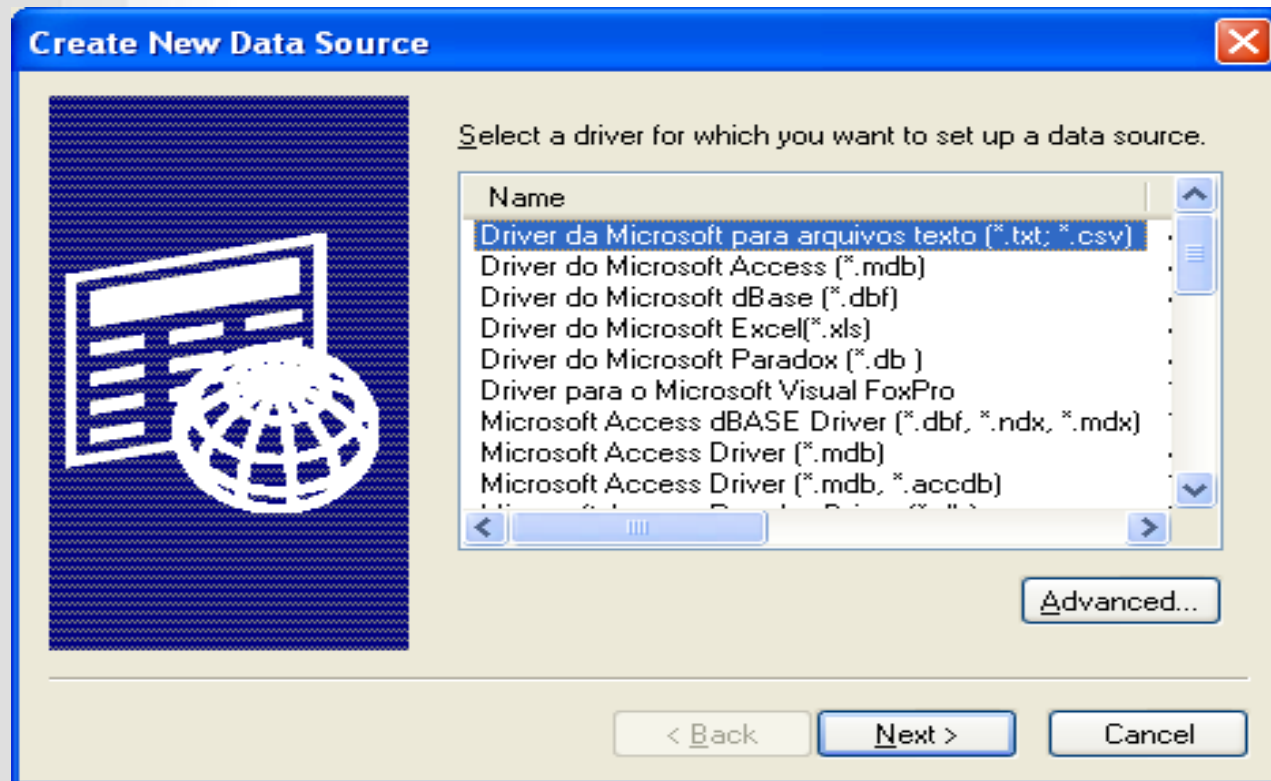 Create New Data Source
Select a driver for which you want to set up a data source.
Name
Driver da Microsoft para arquivos texto (*.txt; *.csv)
Driver do Microsoft Access (*.mdb)
Driver do Microsoft dBase (*.dbf)
Driver do Microsoft Excel(*.xls)
Driver do Microsoft Paradox (*.db )
Driver para o Microsoft Visual FoxPro
Microsoft Access dBASE Driver (*.dbf, *.ndx, *.mdx)
Microsoft Access Driver (*.mdb)
Microsoft Access Driver (*.mdb, *.accdb)
Advanced...
< Back
Next >
Cancel